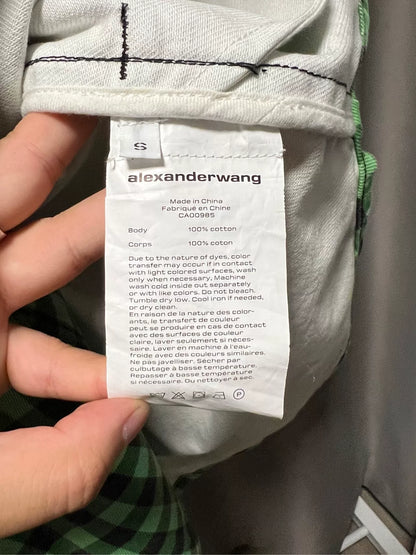 S
alexanderwang
Made in China
Fabriqué en Chine
CA00985
Body 100% cotton
Corps 100% coton
Due to the nature of dyes, color
transfer may occur if in contact
with light colored surfaces, wash
only when necessary, Machine
wash cold inside out separately
or with like colors. Do not bleach.
Tumble dry low. Cool iron if needed,
or dry clean.
En raison de la nature des color-
ants, le transfert de couleur
peut se produire en cas de contact
avec des surfaces de couleur
claire, laver seulement si néces-
saire. Laver en machine à l'eau-
froide avec des couleurs similaires.
Ne pas javelliser. Sécher par
culbutage à basse température.
Repasser à basse température
si nécessaire. Ou nettoyer à sec.
P